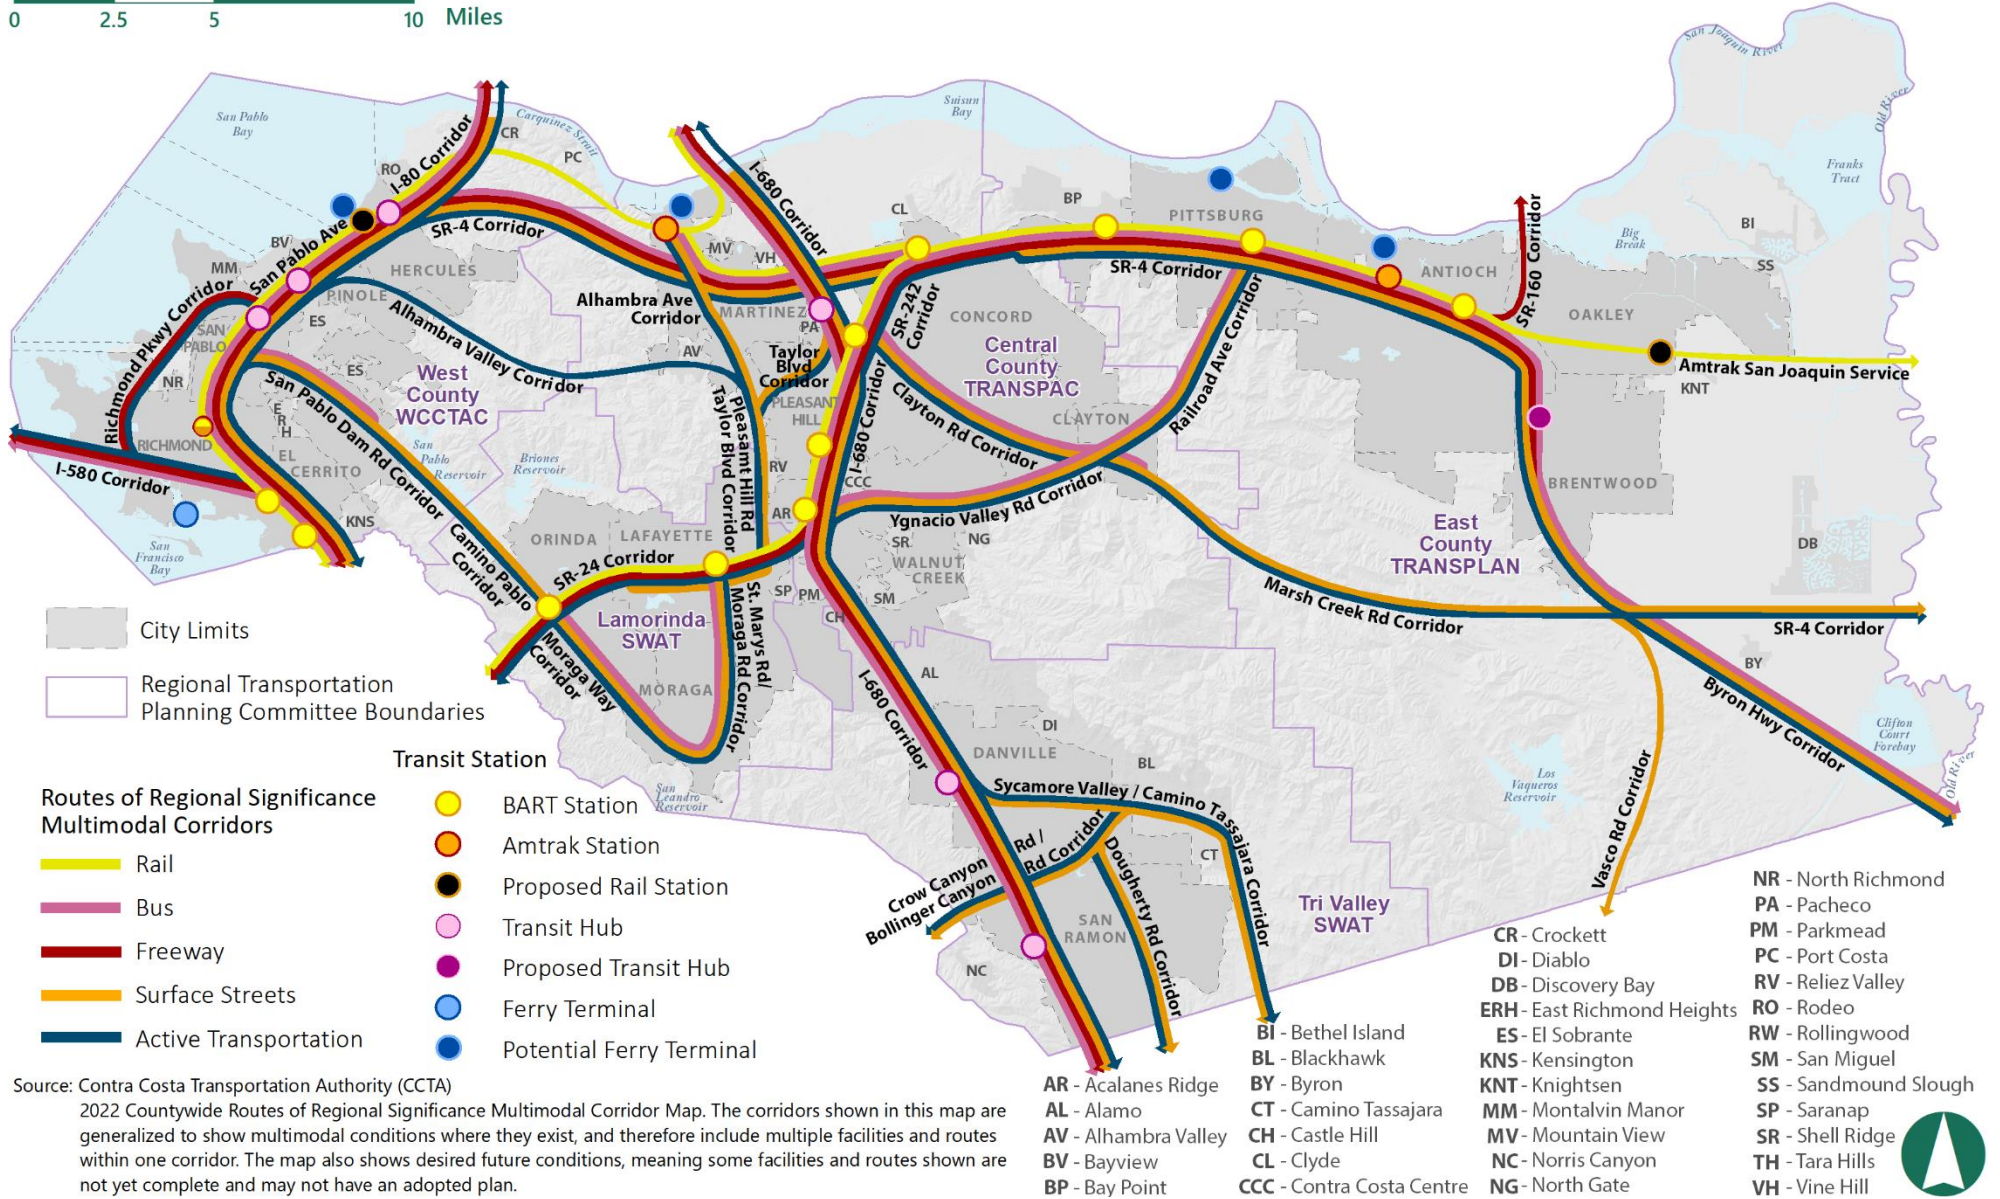 0 2.5 5 10 Miles
San Joaquin River
Old River
San Pablo
Bay
Carquinez Strait
Suisun
Bay
Franks
Tract
Big
Break
CR
PC
RO
I-80 Corridor
I-680 Corridor
CL
BP
PITTSBURG
BI
SS
San Pablo Ave
BV
MM
SR-4 Corridor
HERCULES
MV
VH
SR-4 Corridor
ANTIOCH
SR-160 Corridor
OAKLEY
PINOLE
ES
Richmond Pkwy Corridor
SAN
PABLO
NR
Alhambra Valley Corridor
Alhambra Ave
Corridor
MARTINEZ
PA
AV
Taylor
Blvd
Corridor
SR-242
Corridor
CONCORD
Central
County
TRANSPAC
Railroad Ave Corridor
Amtrak San Joaquin Service
KNT
West
County
WCCTAC
ES
E
R
H
San Pablo Dam Rd Corridor
RICHMOND
EL
CERRITO
San
Pablo
Reservoir
Briones
Reservoir
PLEASANT
HILL
Pleasamt Hill Rd
Taylor Blvd Corridor
I-680 Corridor
Clayton Rd Corridor
CLAYTON
I-580 Corridor
KNS
San
Francisco
Bay
RV
CCC
AR
Ygnacio Valley Rd Corridor
SR
NG
WALNUT
CREEK
BRENTWOOD
East
County
TRANSPLAN
DB
ORINDA
LAFAYETTE
SR-24 Corridor
Camino Pablo
Corridor
SP
PM
SM
CH
Marsh Creek Rd Corridor
SR-4 Corridor
Lamorinda
SWAT
Moraga Way
Corridor
MORAGA
St. Marys Rd/
Moraga Rd Corridor
BY
Byron Hwy Corridor
Clifton
Court
Forebay
Old River
AL
I-680 Corridor
DI
DANVILLE
BL
San
Leandro
Reservoir
Sycamore Valley / Camino Tassajara Corridor
Los
Vaqueros
Reservoir
Vasco Rd Corridor
Crow Canyon Rd /
Bollinger Canyon Rd Corridor
Dougherty Rd Corridor
CT
Tri Valley
SWAT
SAN
RAMON
NC
City Limits
Regional Transportation
Planning Committee Boundaries
Routes of Regional Significance
Multimodal Corridors
Rail
Bus
Freeway
Surface Streets
Active Transportation
Transit Station
BART Station
Amtrak Station
Proposed Rail Station
Transit Hub
Proposed Transit Hub
Ferry Terminal
Potential Ferry Terminal
Source: Contra Costa Transportation Authority (CCTA)
2022 Countywide Routes of Regional Significance Multimodal Corridor Map. The corridors shown in this map are
generalized to show multimodal conditions where they exist, and therefore include multiple facilities and routes
within one corridor. The map also shows desired future conditions, meaning some facilities and routes shown are
not yet complete and may not have an adopted plan.
AR - Acalanes Ridge
AL - Alamo
AV - Alhambra Valley
BV - Bayview
BP - Bay Point
BI - Bethel Island
BL - Blackhawk
BY - Byron
CT - Camino Tassajara
CH - Castle Hill
CL - Clyde
CCC - Contra Costa Centre
CR - Crockett
DI - Diablo
DB - Discovery Bay
ERH - East Richmond Heights
ES - El Sobrante
KNS - Kensington
KNT - Knightsen
MM - Montalvin Manor
MV - Mountain View
NC - Norris Canyon
NG - North Gate
NR - North Richmond
PA - Pacheco
PM - Parkmead
PC - Port Costa
RV - Reliez Valley
RO - Rodeo
RW - Rollingwood
SM - San Miguel
SS - Sandmound Slough
SP - Saranap
SR - Shell Ridge
TH - Tara Hills
VH - Vine Hill